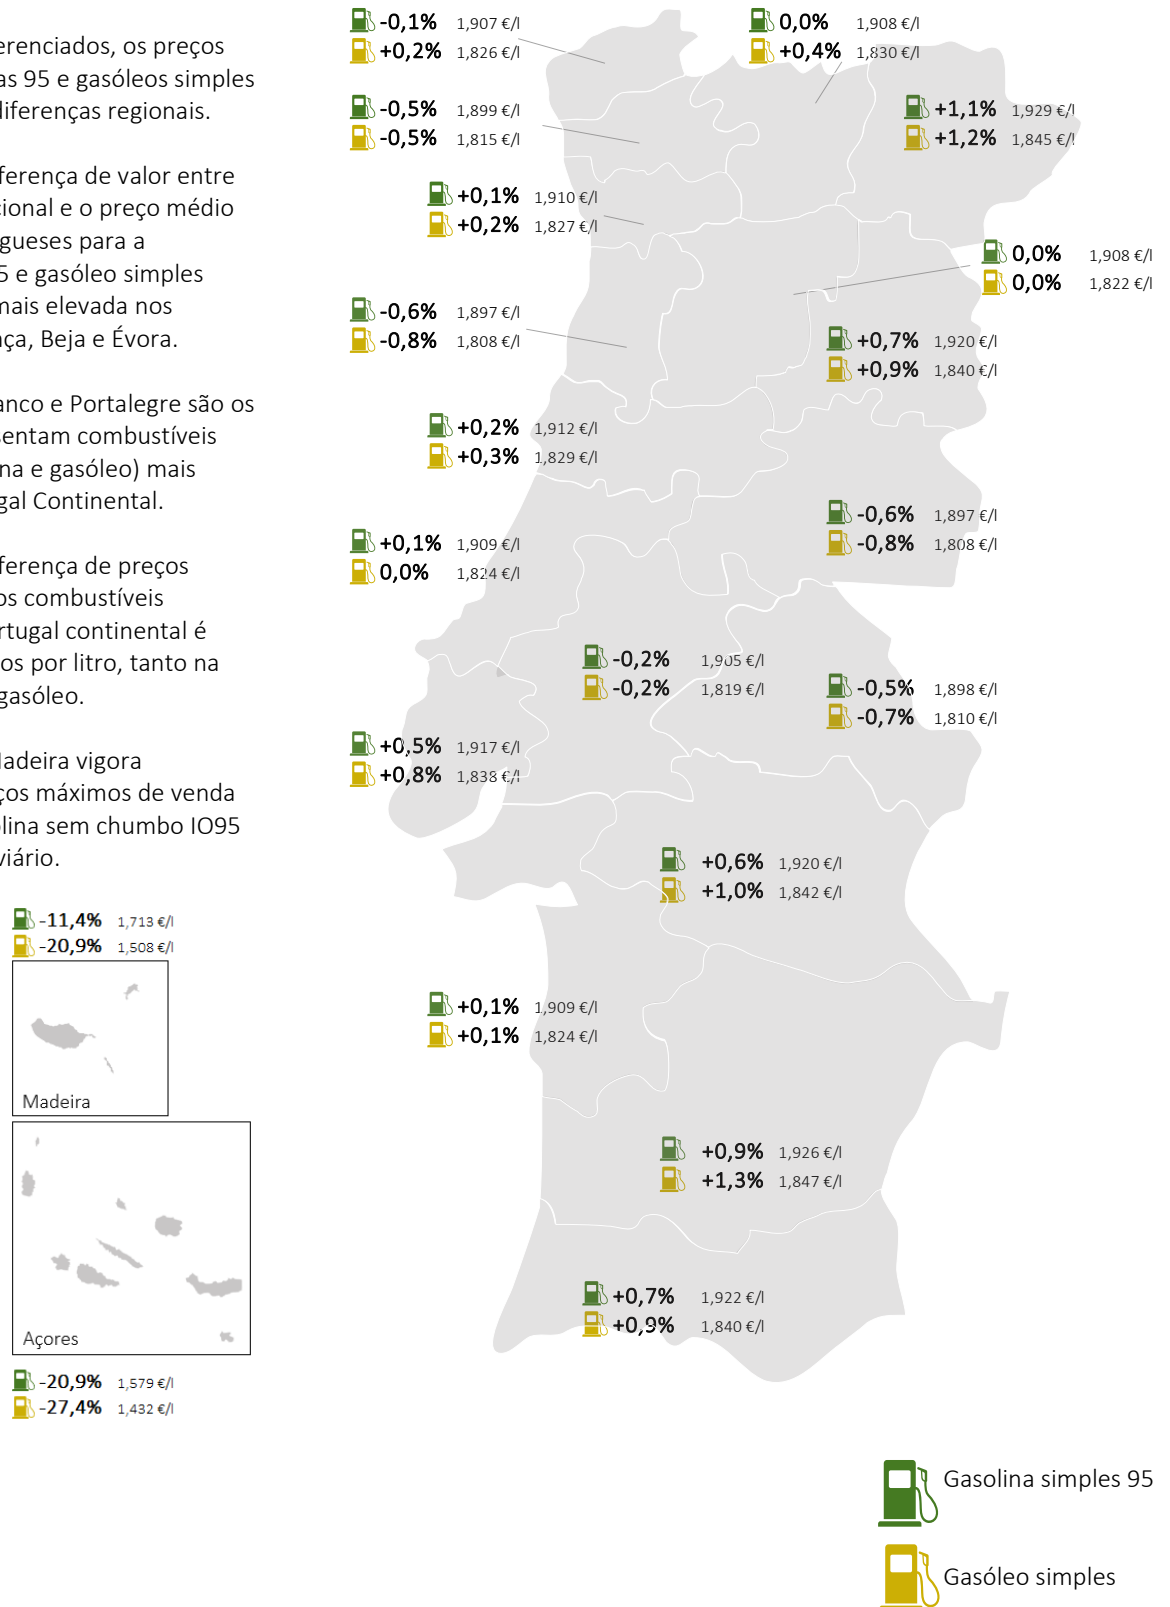 erenciados, os preços
as 95 e gasóleos simples
diferenças regionais.
ferença de valor entre
cional e o preço médio
gueses para a
5 e gasóleo simples
mais elevada nos
nça, Beja e Évora.
anco e Portalegre são os
sentam combustíveis
na e gasóleo) mais
gal Continental.
ferença de preços
os combustíveis
rtugal continental é
os por litro, tanto na
gasóleo.
Madeira vigora
ços máximos de venda
olina sem chumbo IO95
viário.
-0,1% 1,907 €/l
+0,2% 1,826 €/l
0,0% 1,908 €/l
+0,4% 1,830 €/l
-0,5% 1,899 €/l
-0,5% 1,815 €/l
+1,1% 1,929 €/l
+1,2% 1,845 €/l
+0,1% 1,910 €/l
+0,2% 1,827 €/l
0,0% 1,908 €/l
0,0% 1,822 €/l
-0,6% 1,897 €/l
-0,8% 1,808 €/l
+0,7% 1,920 €/l
+0,9% 1,840 €/l
+0,2% 1,912 €/l
+0,3% 1,829 €/l
-0,6% 1,897 €/l
-0,8% 1,808 €/l
+0,1% 1,909 €/l
0,0% 1,824 €/l
-0,2% 1,905 €/l
-0,2% 1,819 €/l
-0,5% 1,898 €/l
-0,7% 1,810 €/l
+0,5% 1,917 €/l
+0,8% 1,838 €/l
+0,6% 1,920 €/l
+1,0% 1,842 €/l
+0,1% 1,909 €/l
+0,1% 1,824 €/l
+0,9% 1,926 €/l
+1,3% 1,847 €/l
+0,7% 1,922 €/l
+0,9% 1,840 €/l
-11,4% 1,713 €/l
-20,9% 1,508 €/l
Madeira
Açores
-20,9% 1,579 €/l
-27,4% 1,432 €/l
Gasolina simples 95
Gasóleo simples